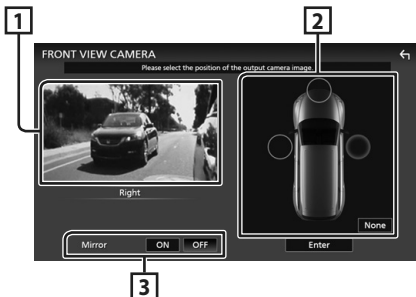 1
2
FRONT VIEW CAMERA
Please select the position of the output camera image.
Right
None
Mirror ON OFF
Enter
3